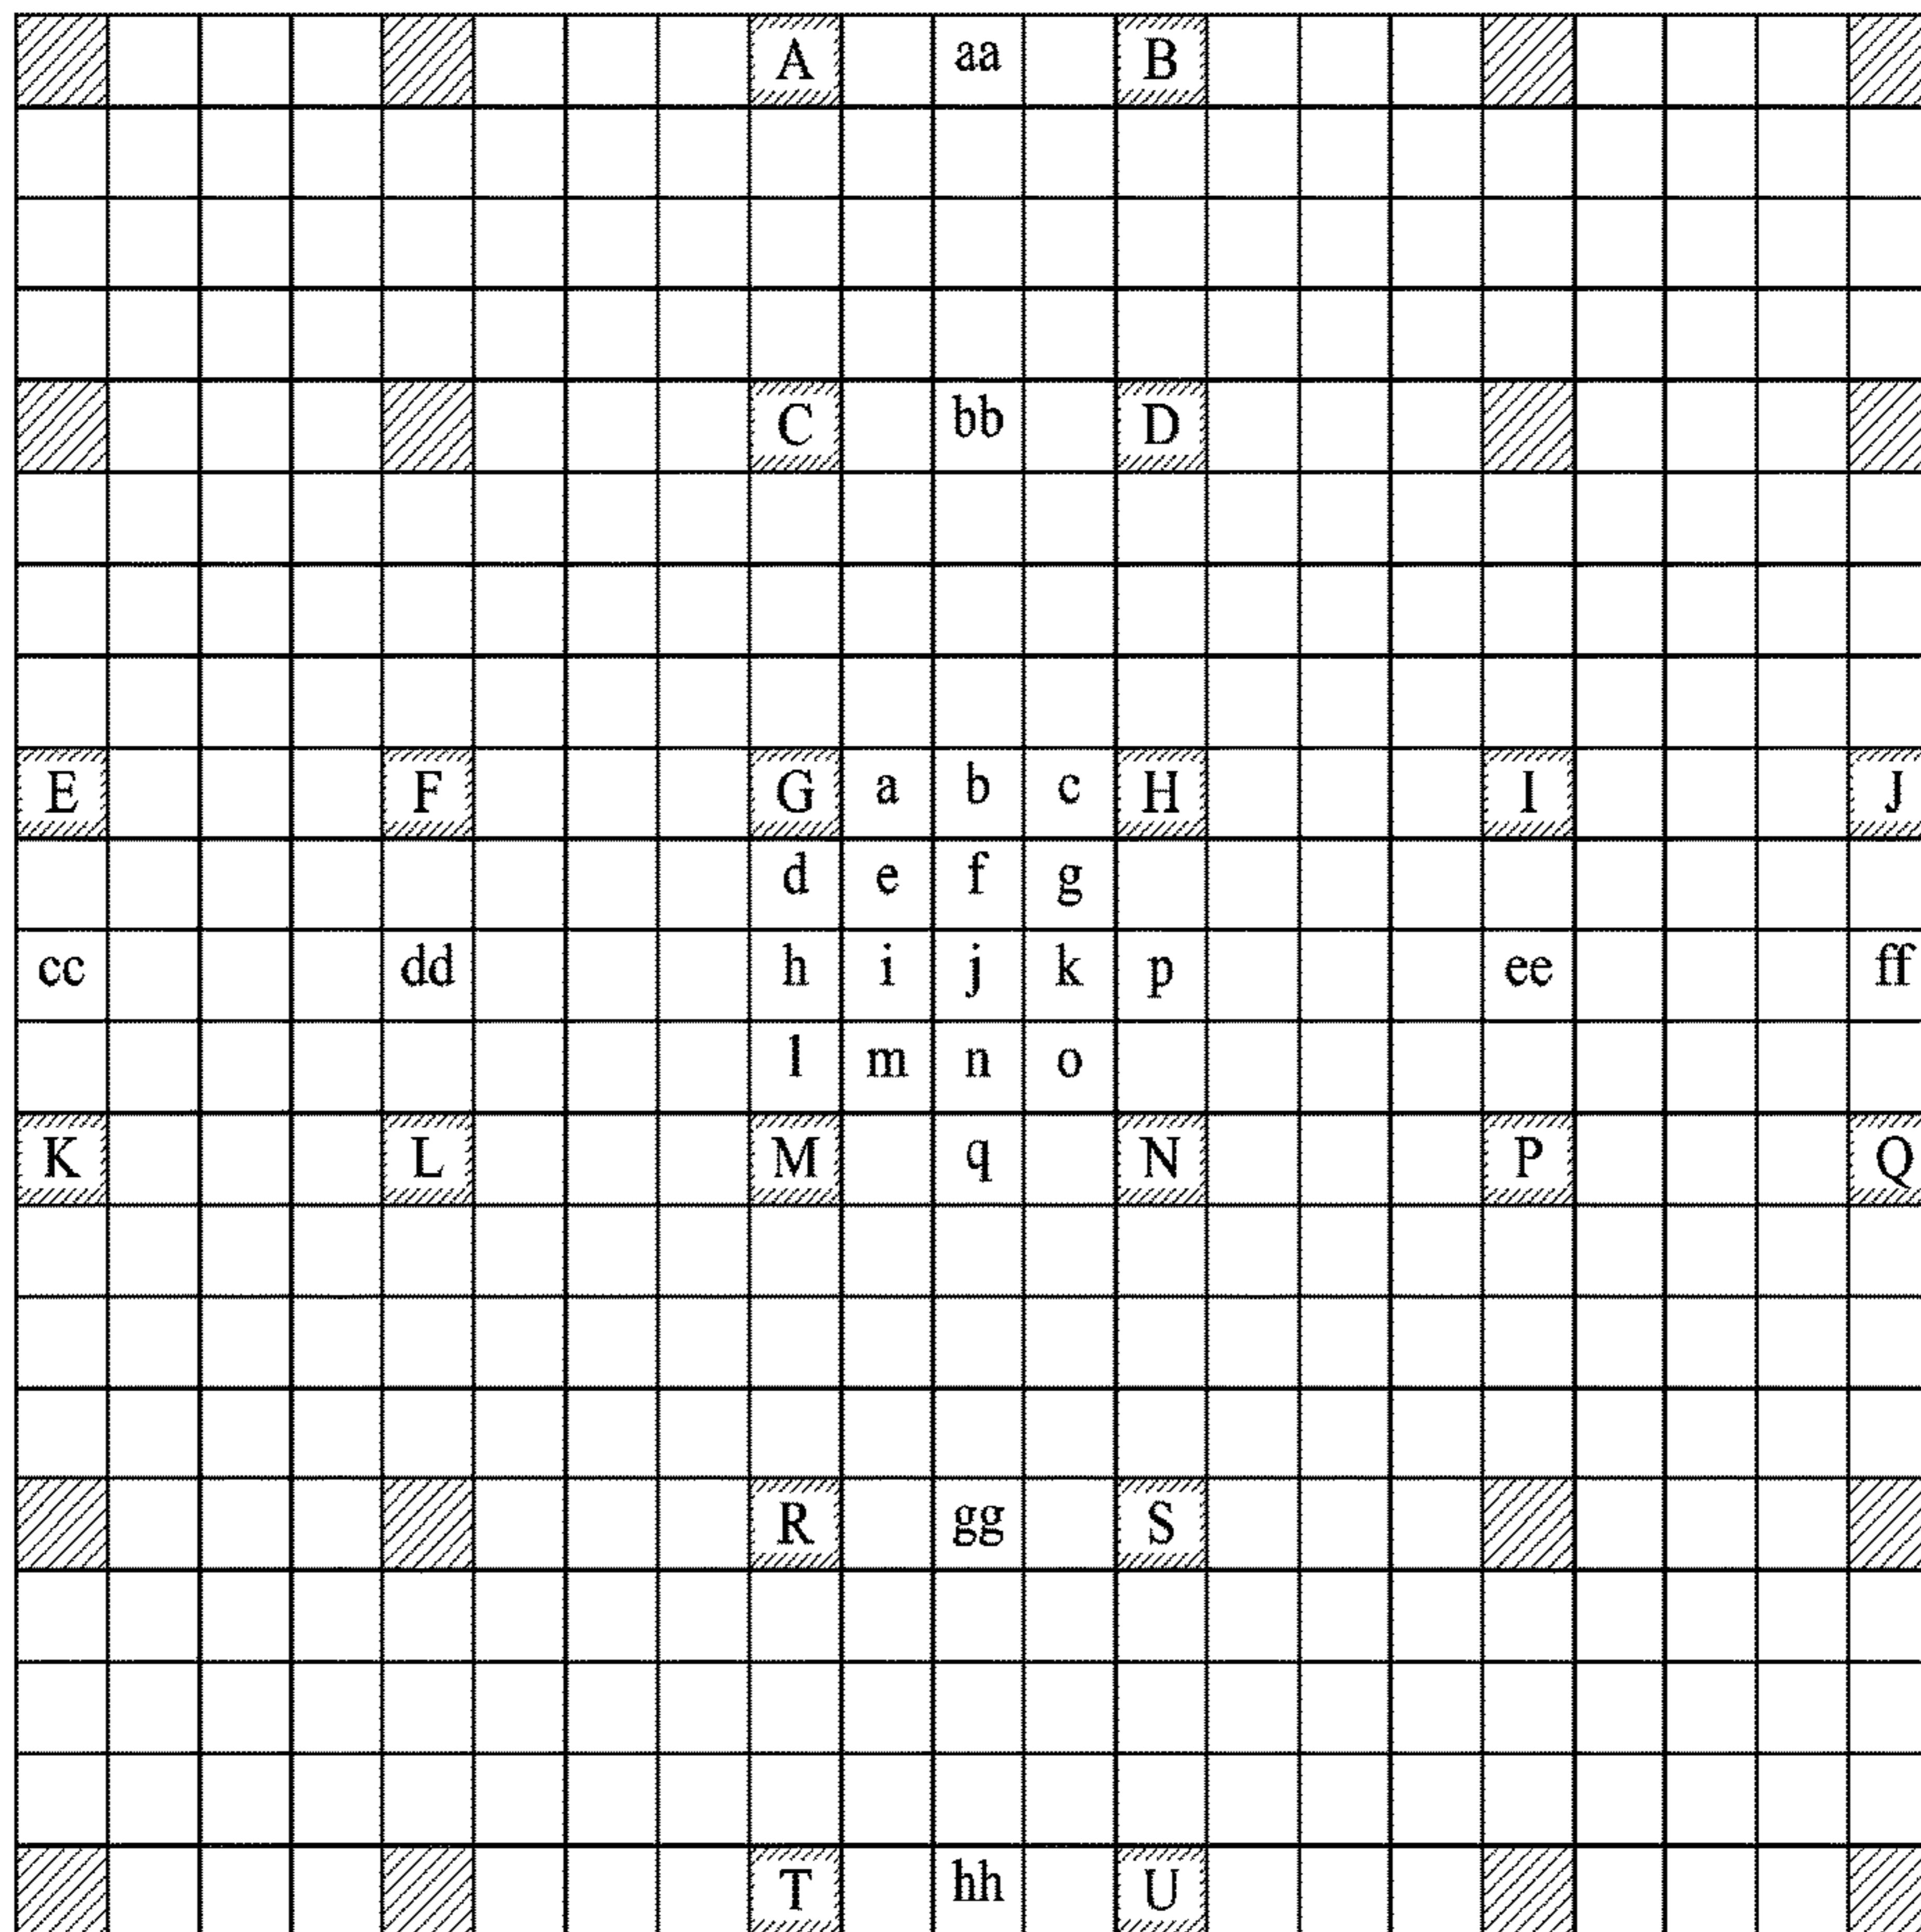 A aa B
C bb D
E F G a b c H I J
d e f g
cc dd h i j k p ee ff
l m n o
K L M q N P Q
R gg S
T hh U